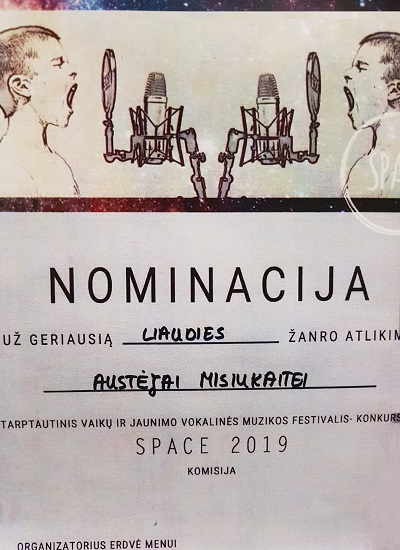 SPA
NOMINACIJA
UŽ GERIAUSIĄ LIAUDIES ŽANRO ATLIKIM
AUSTĖJAI MISIUKAITEI
TARPTAUTINIS VAIKŲ IR JAUNIMO VOKALINĖS MUZIKOS FESTIVALIS- KONKURS
SPACE 2019
KOMISIJA
ORGANIZATORIUS ERDVĖ MENUI